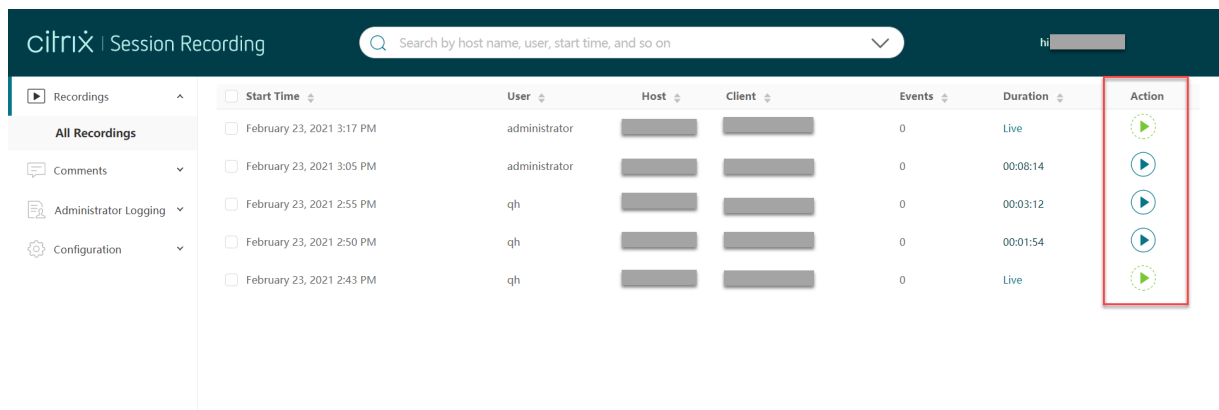 citrix | Session Recording
Search by host name, user, start time, and so on
hi
Recordings
All Recordings
Comments
Administrator Logging
Configuration
Start Time User Host Client Events Duration Action
February 23, 2021 3:17 PM administrator 0 Live
February 23, 2021 3:05 PM administrator 0 00:08:14
February 23, 2021 2:55 PM qh 0 00:03:12
February 23, 2021 2:50 PM qh 0 00:01:54
February 23, 2021 2:43 PM qh 0 Live